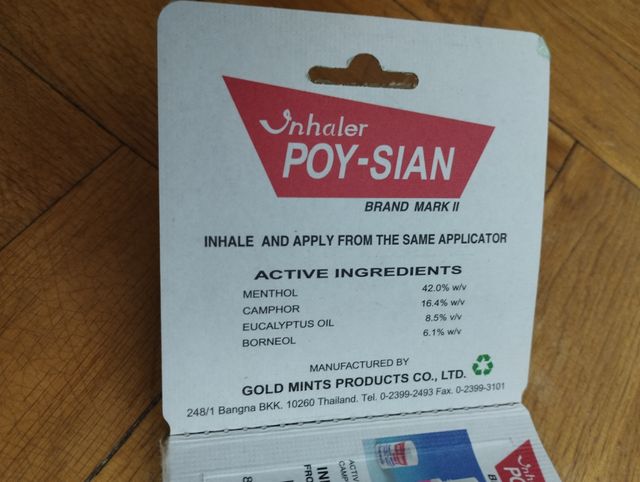 Inhaler
POY-SIAN
BRAND MARK II
INHALE AND APPLY FROM THE SAME APPLICATOR
ACTIVE INGREDIENTS
MENTHOL 42.0% w/v
CAMPHOR 16.4% w/v
EUCALYPTUS OIL 8.5% v/v
BORNEOL 6.1% w/v
MANUFACTURED BY
GOLD MINTS PRODUCTS CO., LTD.
248/1 Bangna BKK. 10260 Thailand. Tel. 0-2399-2493 Fax. 0-2399-3101
Inhaler